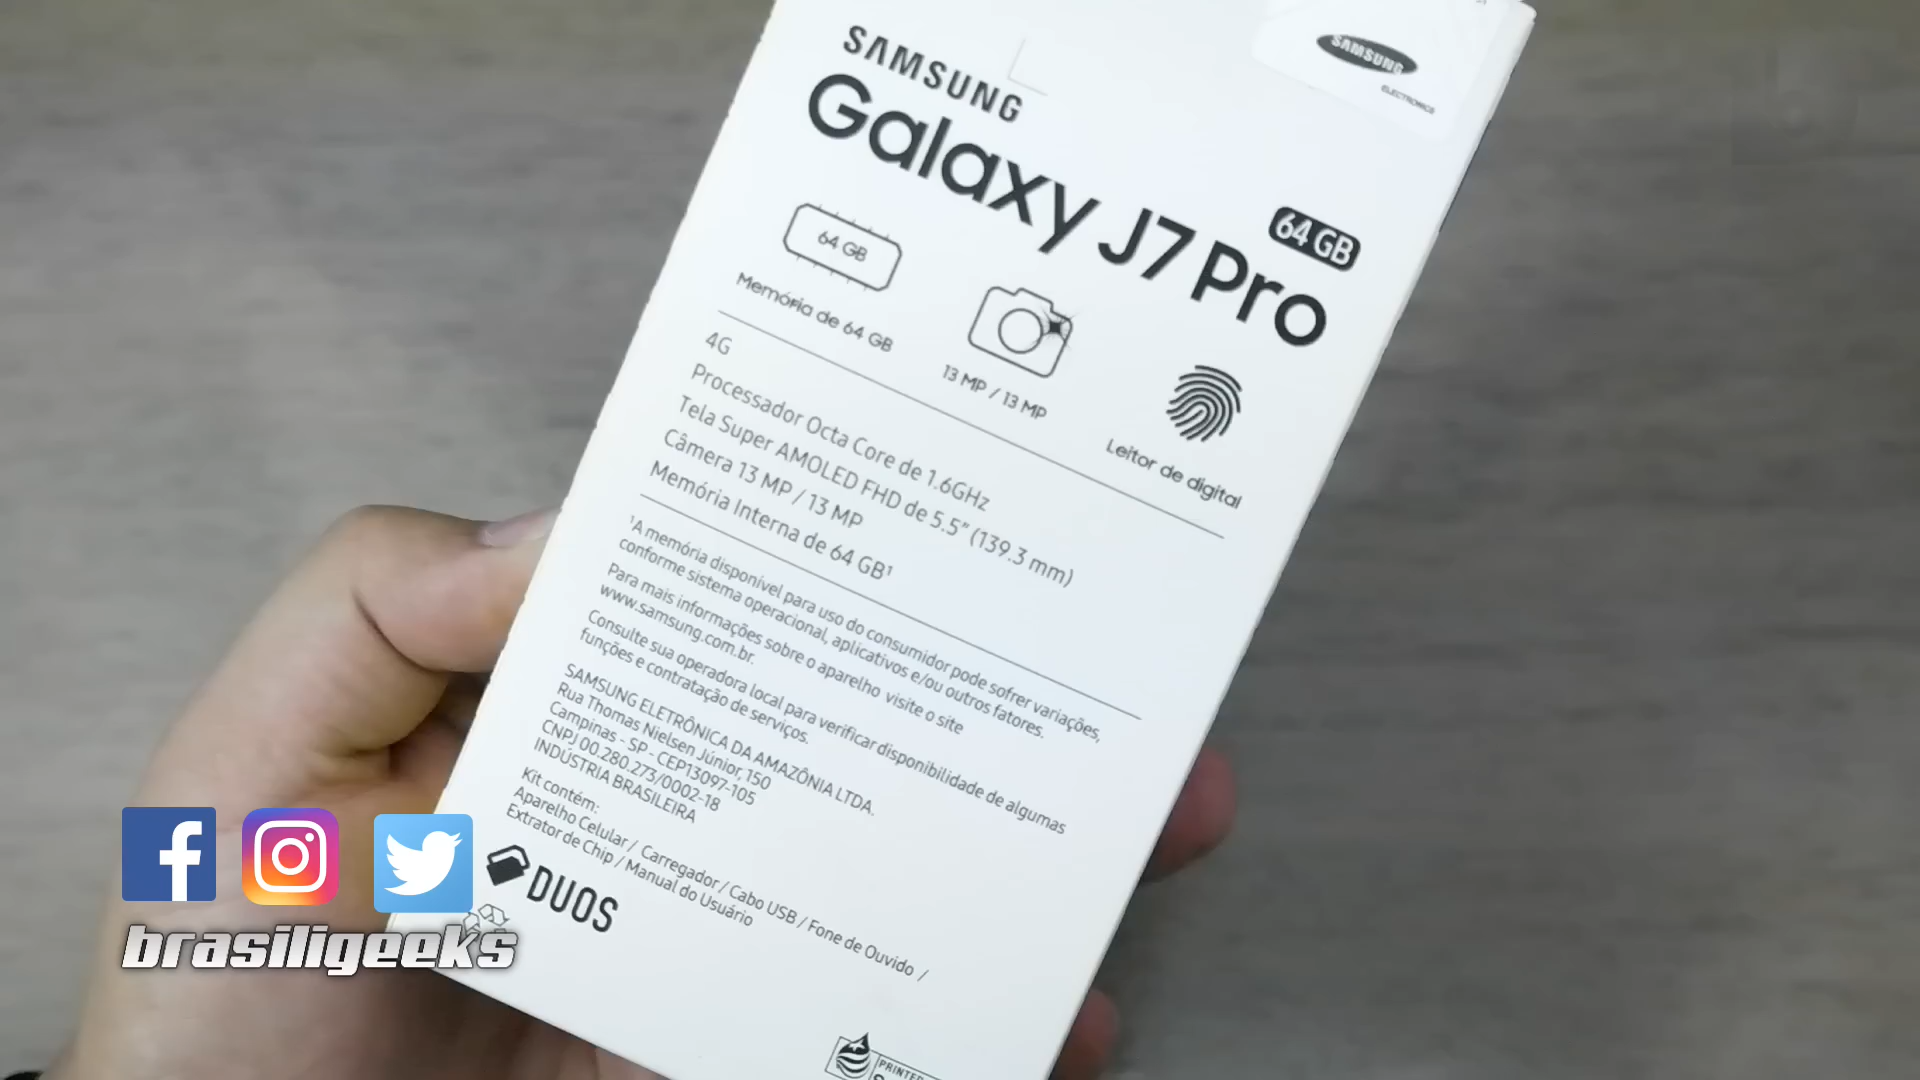 SAMSUNG
ELECTRONICS
SAMSUNG
Galaxy J7 Pro
64 GB
64 GB
Memória de 64 GB
13 MP / 13 MP
Leitor de digital
4G
Processador Octa Core de 1.6GHz
Tela Super AMOLED FHD de 5.5” (139.3 mm)
Câmera 13 MP / 13 MP
Memória Interna de 64 GB¹
¹A memória disponível para uso do consumidor pode sofrer variações,
conforme sistema operacional, aplicativos e/ou outros fatores.
Para mais informações sobre o aparelho visite o site
www.samsung.com.br.
Consulte sua operadora local para verificar disponibilidade de algumas
funções e contratação de serviços.
SAMSUNG ELETRÔNICA DA AMAZÔNIA LTDA.
Rua Thomas Nielsen Júnior, 150
Campinas - SP - CEP13097-105
CNPJ 00.280.273/0002-18
INDÚSTRIA BRASILEIRA
Kit contém:
Aparelho Celular / Carregador / Cabo USB / Fone de Ouvido /
Extrator de Chip / Manual do Usuário
DUOS
PRINTED
brasiligeeks